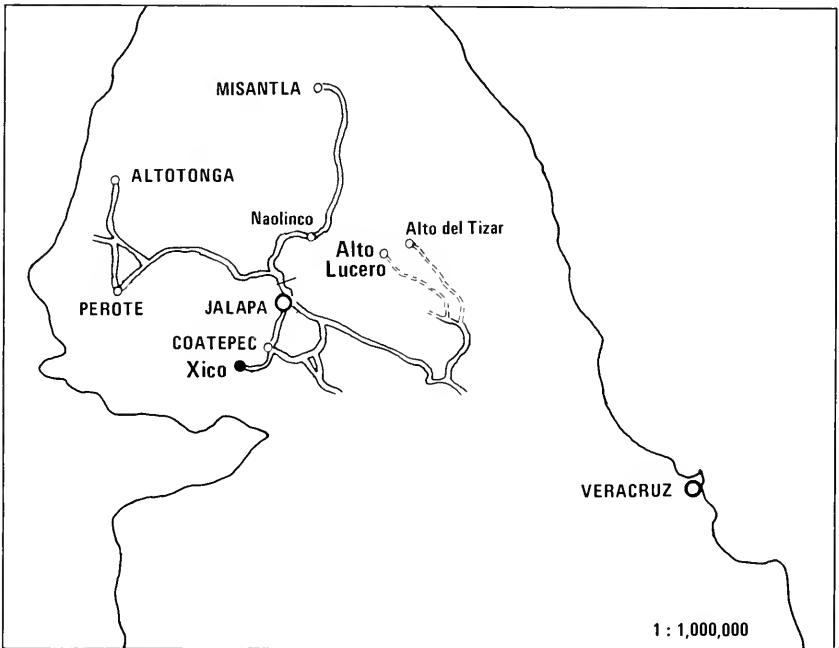 MISANTLA
ALTOTONGA
Naolinco
Alto del Tizar
Alto
Lucero
PEROTE
JALAPA
COATEPEC
Xico
VERACRUZ
1 : 1,000,000